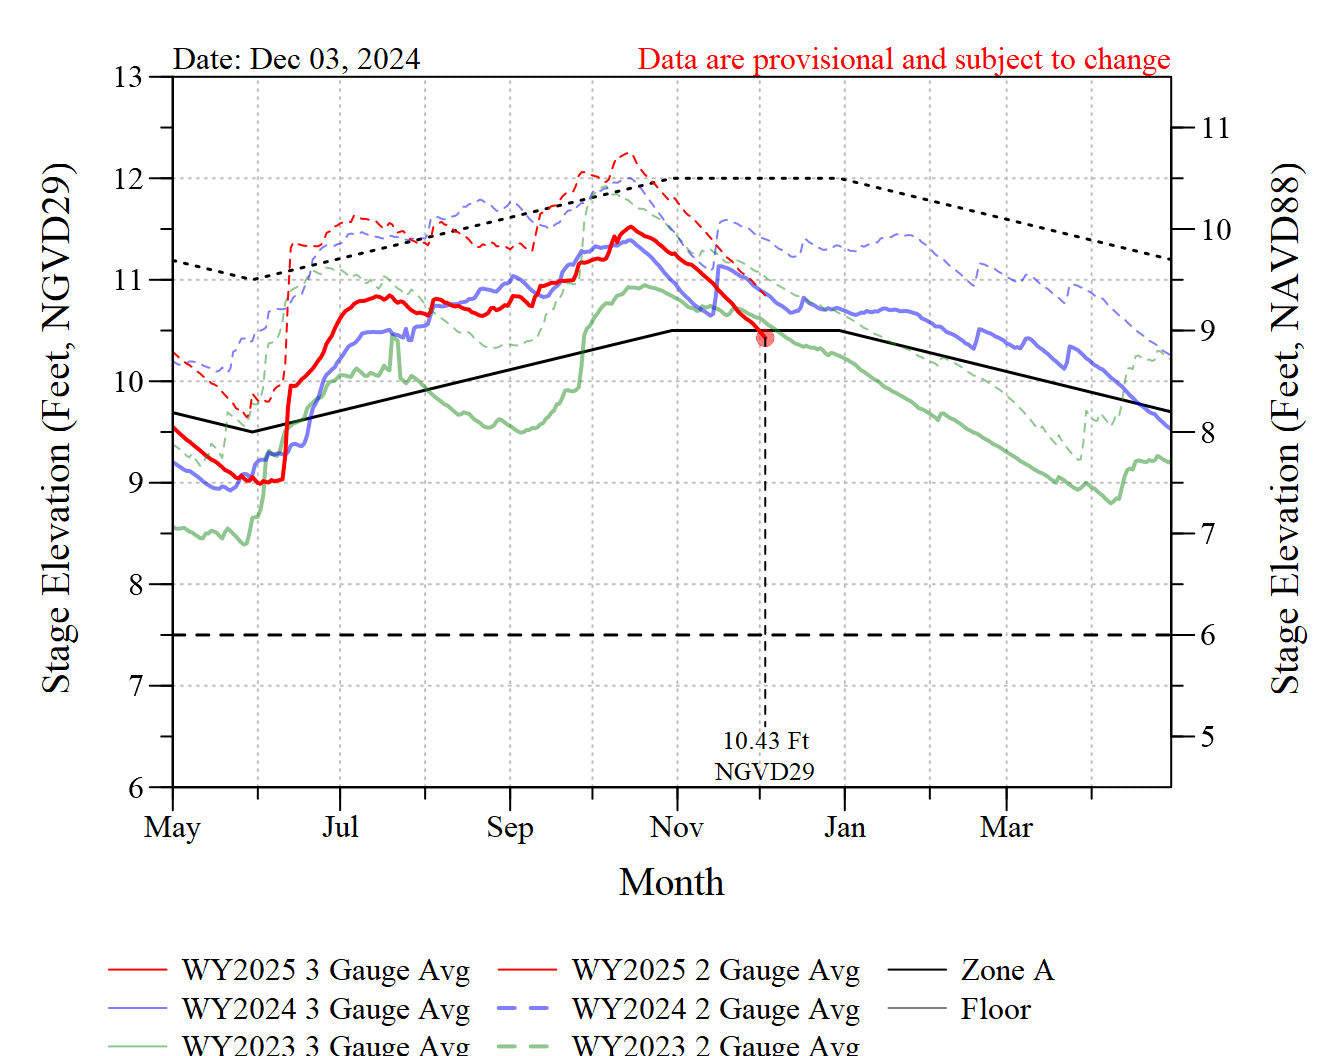 Date: Dec 03, 2024
Data are provisional and subject to change
13
12
11
10
9
8
7
6
11
10
9
8
7
6
5
Stage Elevation (Feet, NGVD29)
Stage Elevation (Feet, NAVD88)
10.43 Ft
NGVD29
May Jul Sep Nov Jan Mar
Month
WY2025 3 Gauge Avg WY2025 2 Gauge Avg Zone A
WY2024 3 Gauge Avg WY2024 2 Gauge Avg Floor
WY2023 3 Gauge Avg WY2023 2 Gauge Avg